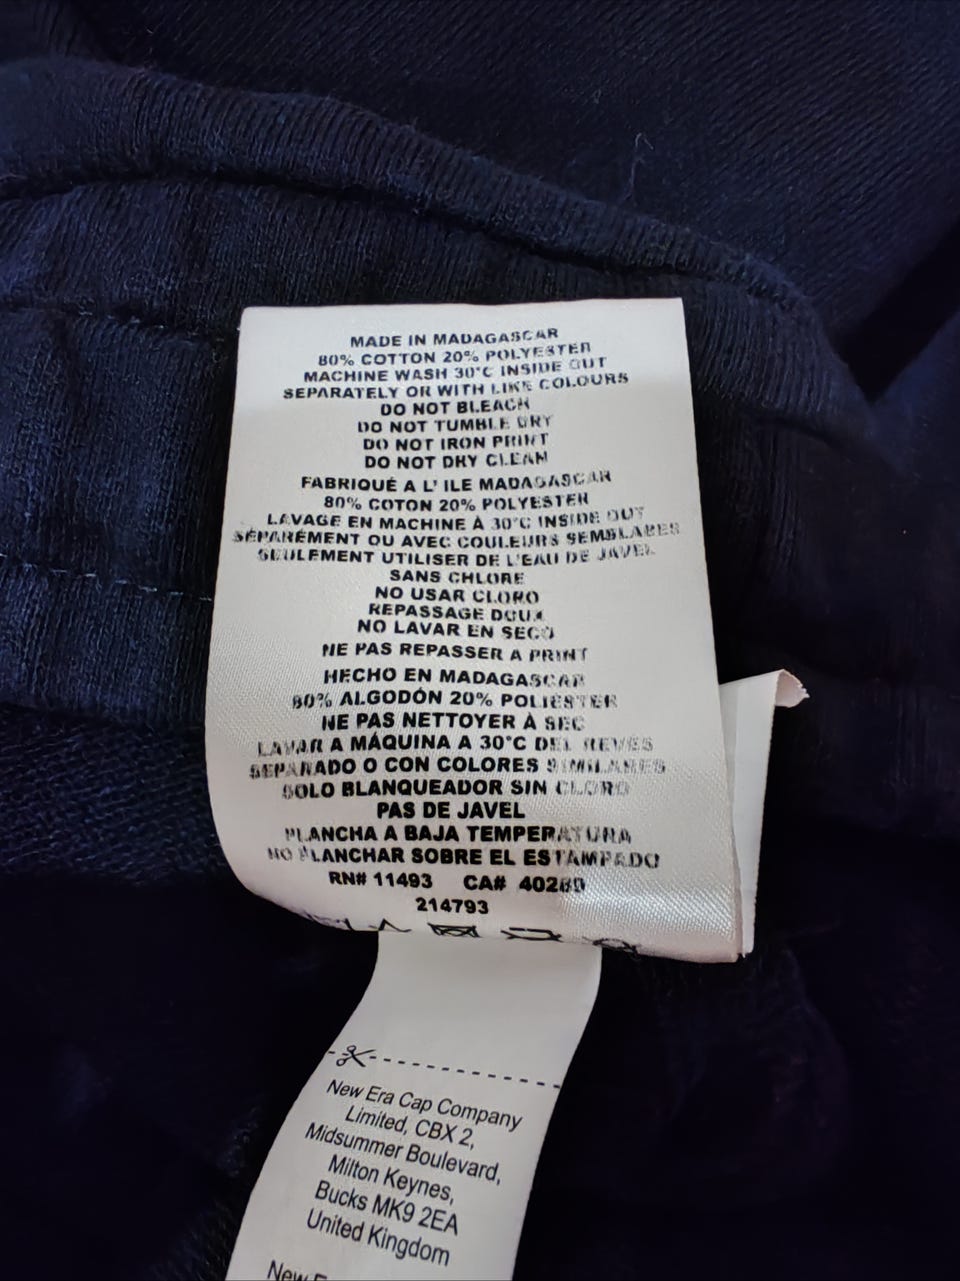 MADE IN MADAGASCAR
80% COTTON 20% POLYESTER
MACHINE WASH 30°C INSIDE OUT
SEPARATELY OR WITH LIKE COLOURS
DO NOT BLEACH
DO NOT TUMBLE DRY
DO NOT IRON PRINT
DO NOT DRY CLEAN
FABRIQUÉ A L' ILE MADAGASCAR
80% COTON 20% POLYESTER
LAVAGE EN MACHINE À 30°C INSIDE OUT
SÉPARÉMENT OU AVEC COULEURS SEMBLABES
SEULEMENT UTILISER DE L'EAU DE JAVEL
SANS CHLORE
NO USAR CLORO
REPASSAGE DOUX
NO LAVAR EN SECO
NE PAS REPASSER A PRINT
HECHO EN MADAGASCAR
80% ALGODÓN 20% POLIÉSTER
NE PAS NETTOYER À SEC
LAVAR A MÁQUINA A 30°C DEL REVES
SEPARADO O CON COLORES SIMILARES
SOLO BLANQUEADOR SIN CLORO
PAS DE JAVEL
PLANCHA A BAJA TEMPERATURA
NO PLANCHAR SOBRE EL ESTAMPADO
RN# 11493 CA# 40280
214793
New Era Cap Company
Limited, CBX 2,
Midsummer Boulevard,
Milton Keynes,
Bucks MK9 2EA
United Kingdom
New